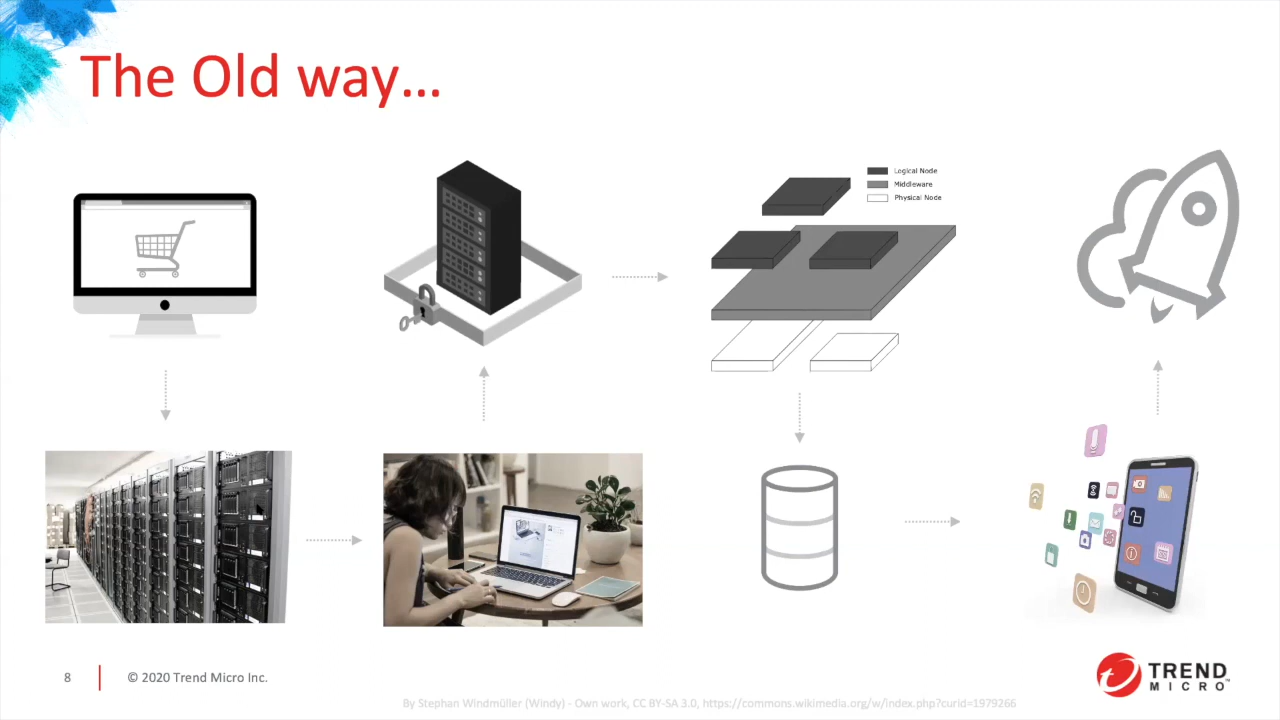 The Old way…
Logical Node
Middleware
Physical Node
8
© 2020 Trend Micro Inc.
By Stephan Windmüller (Windy) - Own work, CC BY-SA 3.0, https://commons.wikimedia.org/w/index.php?curid=1979266
TREND
MICRO™